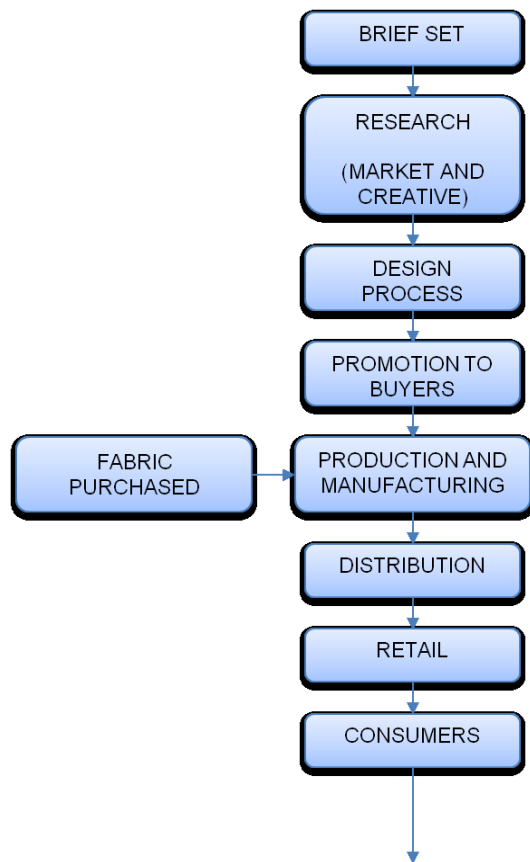 BRIEF SET
RESEARCH
(MARKET AND
CREATIVE)
DESIGN
PROCESS
PROMOTION TO
BUYERS
FABRIC
PURCHASED
PRODUCTION AND
MANUFACTURING
DISTRIBUTION
RETAIL
CONSUMERS